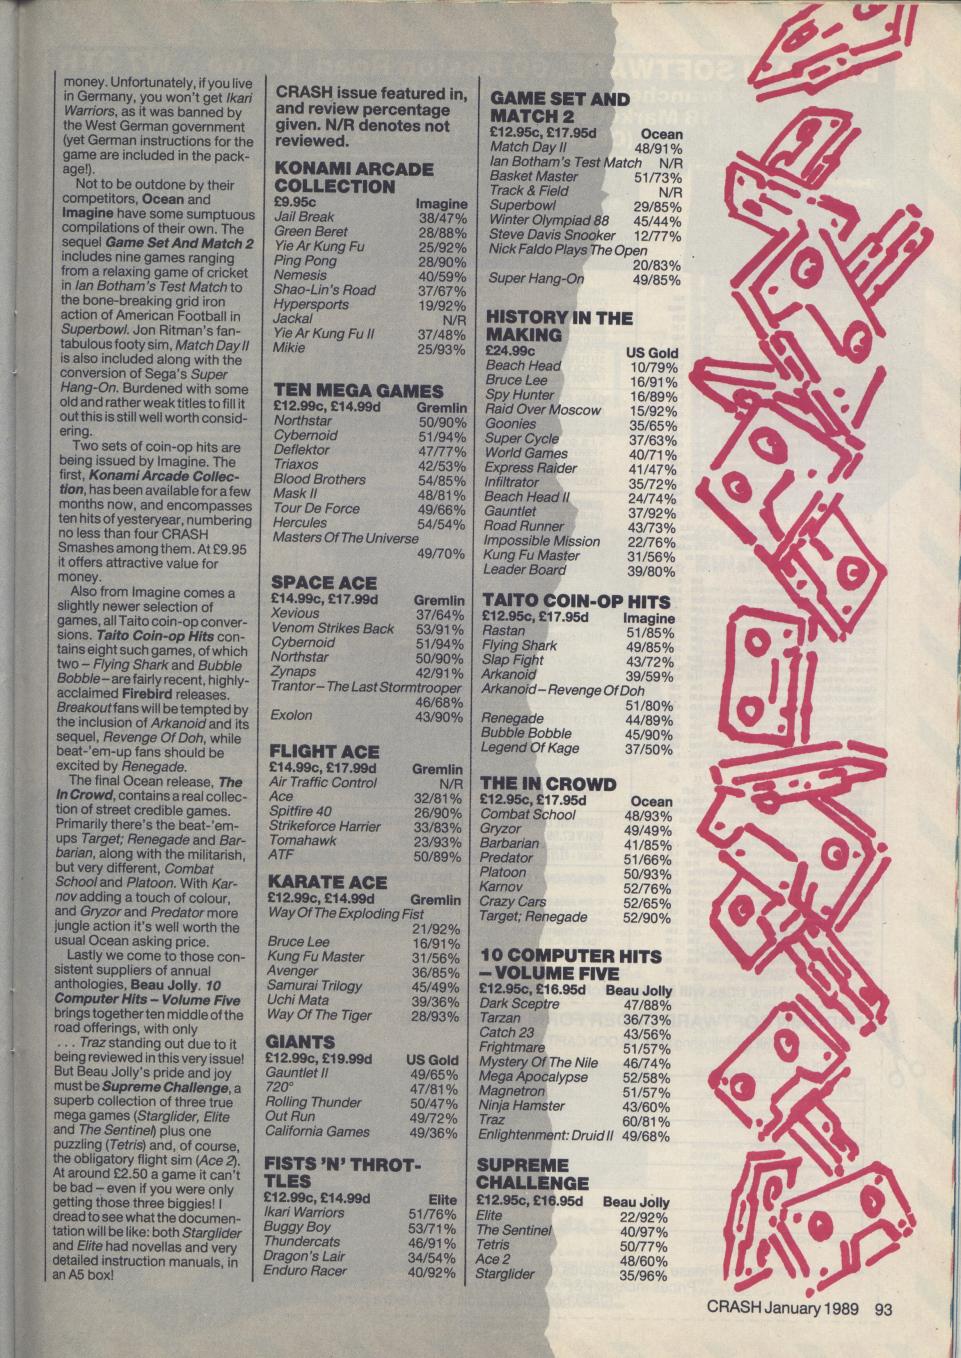 money. Unfortunately, if you live
in Germany, you won't get Ikari
Warriors, as it was banned by
the West German government
(yet German instructions for the
game are included in the pack-
age!).
Not to be outdone by their
competitors, Ocean and
Imagine have some sumptuous
compilations of their own. The
sequel Game Set And Match 2
includes nine games ranging
from a relaxing game of cricket
in Ian Botham's Test Match to
the bone-breaking grid iron
action of American Football in
Superbowl. Jon Ritman's fan-
tabulous footy sim, Match Day II
is also included along with the
conversion of Sega's Super
Hang-On. Burdened with some
old and rather weak titles to fill it
out this is still well worth consid-
ering.
Two sets of coin-op hits are
being issued by Imagine. The
first, Konami Arcade Collec-
tion, has been available for a few
months now, and encompasses
ten hits of yesteryear, numbering
no less than four CRASH
Smashes among them. At £9.95
it offers attractive value for
money.
Also from Imagine comes a
slightly newer selection of
games, all Taito coin-op conver-
sions. Taito Coin-op Hits con-
tains eight such games, of which
two – Flying Shark and Bubble
Bobble – are fairly recent, highly-
acclaimed Firebird releases.
Breakout fans will be tempted by
the inclusion of Arkanoid and its
sequel, Revenge Of Doh, while
beat-'em-up fans should be
excited by Renegade.
The final Ocean release, The
In Crowd, contains a real collec-
tion of street credible games.
Primarily there's the beat-'em-
ups Target; Renegade and Bar-
barian, along with the militarish,
but very different, Combat
School and Platoon. With Kar-
nov adding a touch of colour,
and Gryzor and Predator more
jungle action it's well worth the
usual Ocean asking price.
Lastly we come to those con-
sistent suppliers of annual
anthologies, Beau Jolly. 10
Computer Hits – Volume Five
brings together ten middle of the
road offerings, with only
. . . Traz standing out due to it
being reviewed in this very issue!
But Beau Jolly's pride and joy
must be Supreme Challenge, a
superb collection of three true
mega games (Starglider, Elite
and The Sentinel) plus one
puzzling (Tetris) and, of course,
the obligatory flight sim (Ace 2).
At around £2.50 a game it can't
be bad – even if you were only
getting those three biggies! I
dread to see what the documen-
tation will be like: both Starglider
and Elite had novellas and very
detailed instruction manuals, in
an A5 box!
CRASH issue featured in,
and review percentage
given. N/R denotes not
reviewed.
KONAMI ARCADE
COLLECTION
£9.95c Imagine
Jail Break 38/47%
Green Beret 28/88%
Yie Ar Kung Fu 25/92%
Ping Pong 28/90%
Nemesis 40/59%
Shao-Lin's Road 37/67%
Hypersports 19/92%
Jackal N/R
Yie Ar Kung Fu II 37/48%
Mikie 25/93%
TEN MEGA GAMES
£12.99c, £14.99d Gremlin
Northstar 50/90%
Cybernoid 51/94%
Deflektor 47/77%
Triaxos 42/53%
Blood Brothers 54/85%
Mask II 48/81%
Tour De Force 49/66%
Hercules 54/54%
Masters Of The Universe
49/70%
SPACE ACE
£14.99c, £17.99d Gremlin
Xevious 37/64%
Venom Strikes Back 53/91%
Cybernoid 51/94%
Northstar 50/90%
Zynaps 42/91%
Trantor – The Last Stormtrooper
46/68%
Exolon 43/90%
FLIGHT ACE
£14.99c, £17.99d Gremlin
Air Traffic Control N/R
Ace 32/81%
Spitfire 40 26/90%
Strikeforce Harrier 33/83%
Tomahawk 23/93%
ATF 50/89%
KARATE ACE
£12.99c, £14.99d Gremlin
Way Of The Exploding Fist
21/92%
Bruce Lee 16/91%
Kung Fu Master 31/56%
Avenger 36/85%
Samurai Trilogy 45/49%
Uchi Mata 39/36%
Way Of The Tiger 28/93%
GIANTS
£12.99c, £19.99d US Gold
Gauntlet II 49/65%
720° 47/81%
Rolling Thunder 50/47%
Out Run 49/72%
California Games 49/36%
FISTS 'N' THROT-
TLES
£12.99c, £14.99d Elite
Ikari Warriors 51/76%
Buggy Boy 53/71%
Thundercats 46/91%
Dragon's Lair 34/54%
Enduro Racer 40/92%
GAME SET AND
MATCH 2
£12.95c, £17.95d Ocean
Match Day II 48/91%
Ian Botham's Test Match N/R
Basket Master 51/73%
Track & Field N/R
Superbowl 29/85%
Winter Olympiad 88 45/44%
Steve Davis Snooker 12/77%
Nick Faldo Plays The Open
20/83%
Super Hang-On 49/85%
HISTORY IN THE
MAKING
£24.99c US Gold
Beach Head 10/79%
Bruce Lee 16/91%
Spy Hunter 16/89%
Raid Over Moscow 15/92%
Goonies 35/65%
Super Cycle 37/63%
World Games 40/71%
Express Raider 41/47%
Infiltrator 35/72%
Beach Head II 24/74%
Gauntlet 37/92%
Road Runner 43/73%
Impossible Mission 22/76%
Kung Fu Master 31/56%
Leader Board 39/80%
TAITO COIN-OP HITS
£12.95c, £17.95d Imagine
Rastan 51/85%
Flying Shark 49/85%
Slap Fight 43/72%
Arkanoid 39/59%
Arkanoid – Revenge Of Doh
51/80%
Renegade 44/89%
Bubble Bobble 45/90%
Legend Of Kage 37/50%
THE IN CROWD
£12.95c, £17.95d Ocean
Combat School 48/93%
Gryzor 49/49%
Barbarian 41/85%
Predator 51/66%
Platoon 50/93%
Karnov 52/76%
Crazy Cars 52/65%
Target; Renegade 52/90%
10 COMPUTER HITS
– VOLUME FIVE
£12.95c, £16.95d Beau Jolly
Dark Sceptre 47/88%
Tarzan 36/73%
Catch 23 43/56%
Frightmare 51/57%
Mystery Of The Nile 46/74%
Mega Apocalypse 52/58%
Magnetron 51/57%
Ninja Hamster 43/60%
Traz 60/81%
Enlightenment: Druid II 49/68%
SUPREME
CHALLENGE
£12.95c, £16.95d Beau Jolly
Elite 22/92%
The Sentinel 40/97%
Tetris 50/77%
Ace 2 48/60%
Starglider 35/96%
CRASH January 1989 93